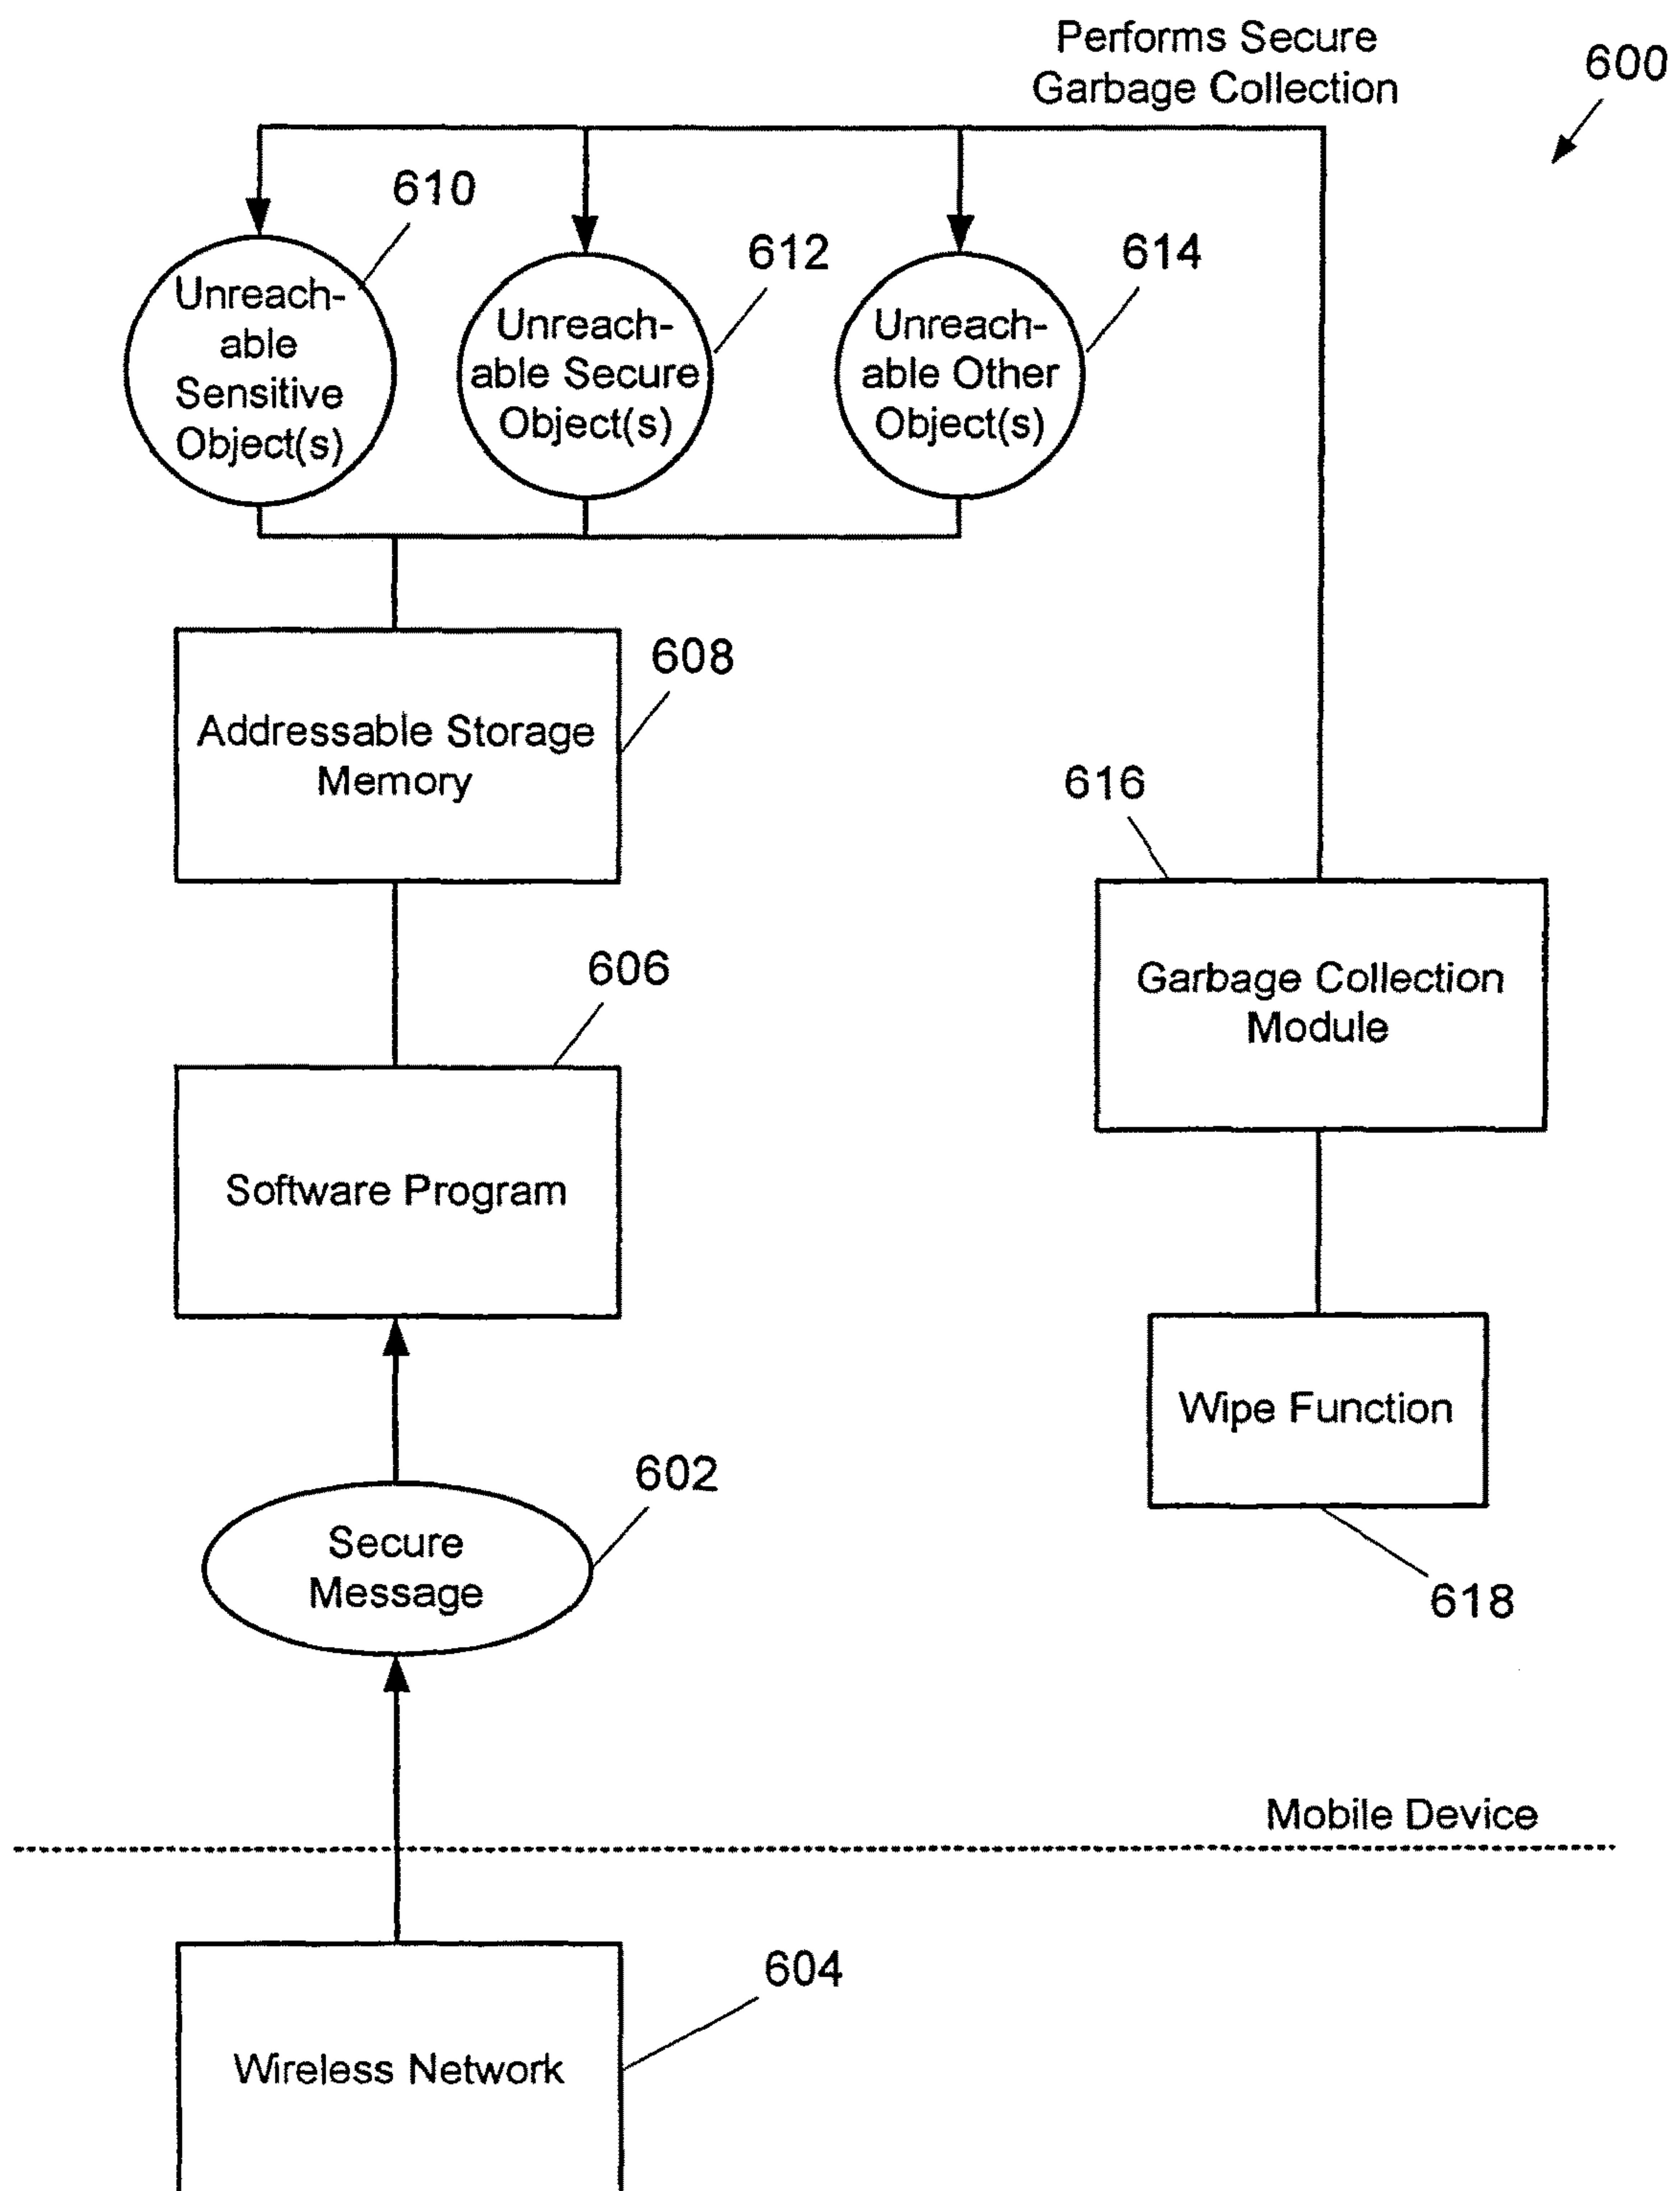 Performs Secure
Garbage Collection
600
610
612
614
Unreach-
able
Sensitive
Object(s)
Unreach-
able Secure
Object(s)
Unreach-
able Other
Object(s)
608
Addressable Storage
Memory
616
Garbage Collection
Module
606
Software Program
Wipe Function
618
602
Secure
Message
Mobile Device
604
Wireless Network